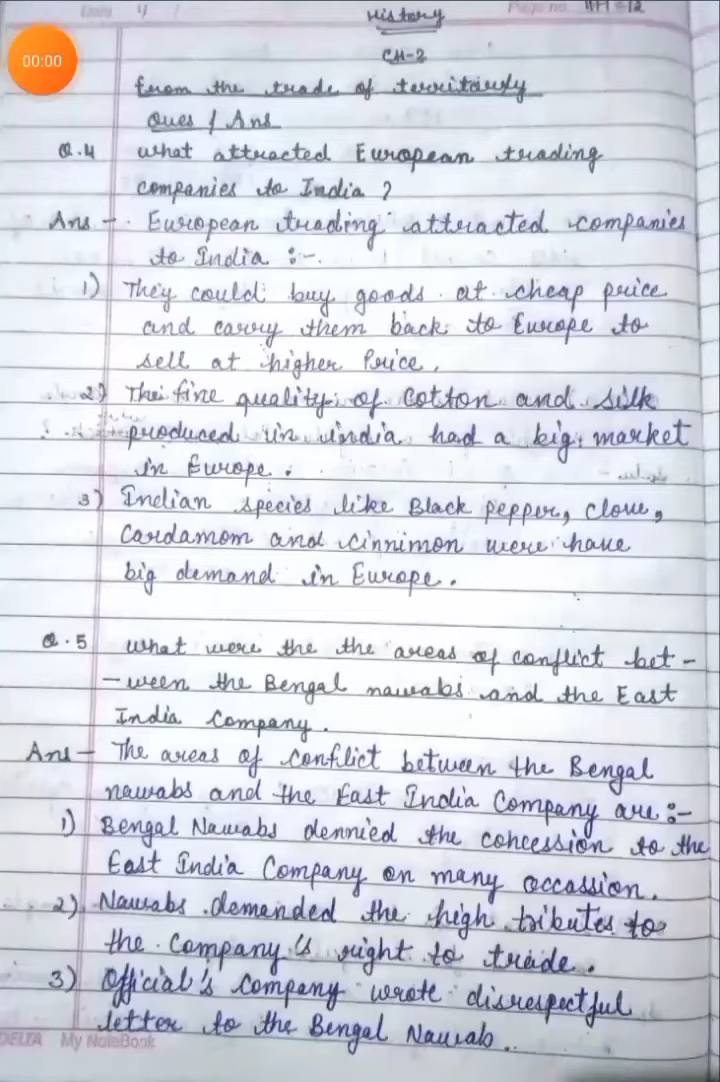 History
00:00
CH-2
from the trade of territory
Ques / Ans
Q.4 what attracted European trading
companies to India ?
Ans - European trading attracted companies
to India :-
1) They could buy goods at cheap price
and carry them back to Europe to
sell at higher Price.
2) The fine quality of cotton and silk
produced in india had a big market
in Europe.
3) Indian species like Black pepper, clove,
Cardamom and Cinnimon were have
big demand in Europe.
Q.5 what were the the areas of conflict bet-
-ween the Bengal nawabs and the East
India Company.
Ans - The areas of conflict between the Bengal
nawabs and the East India Company are :-
1) Bengal Nawabs dennied the concession to the
East India Company on many occassion.
2) Nawabs demanded the high tributes to
the Company's right to trade.
3) Official's Company wrote disrespectful
letter to the Bengal Nawab..
DELTA My NoteBook